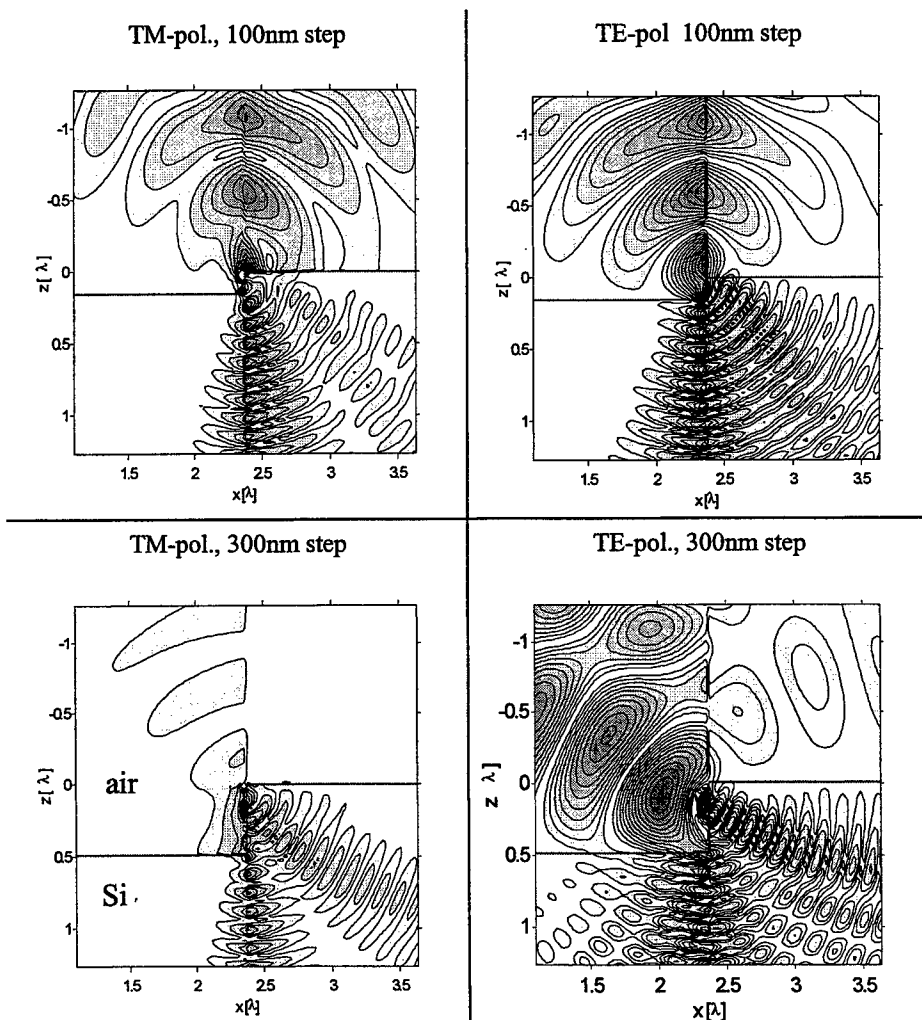 TM-pol., 100nm step
-1
-0.5
0
0.5
1
z[λ]
1.5 2 2.5 3 3.5
x[λ]
TE-pol 100nm step
-1
-0.5
0
0.5
1
z[λ]
1.5 2 2.5 3 3.5
x[λ]
TM-pol., 300nm step
-1
-0.5
0
0.5
1
z[λ]
air
Si
1.5 2 2.5 3 3.5
x[λ]
TE-pol., 300nm step
-1
-0.5
0
0.5
1
z[λ]
1.5 2 2.5 3 3.5
x[λ]